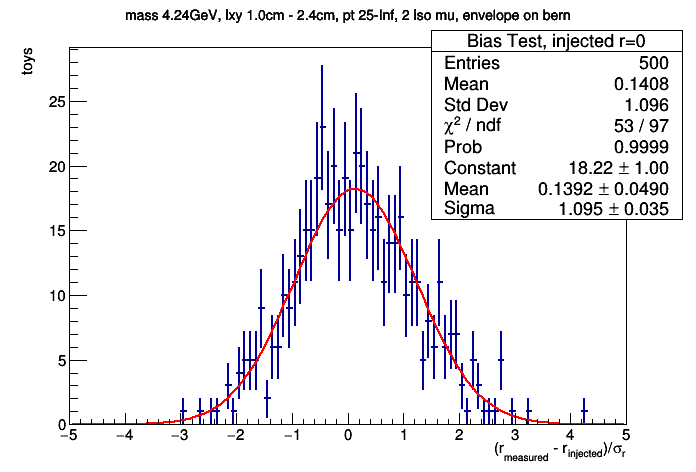 mass 4.24GeV, lxy 1.0cm - 2.4cm, pt 25-Inf, 2 Iso mu, envelope on bern
Bias Test, injected r=0
Entries 500
Mean 0.1408
Std Dev 1.096
χ² / ndf 53 / 97
Prob 0.9999
Constant 18.22 ± 1.00
Mean 0.1392 ± 0.0490
Sigma 1.095 ± 0.035
toys
25
20
15
10
5
0
−5 −4 −3 −2 −1 0 1 2 3 4 5
(r_measured - r_injected)/σ_r